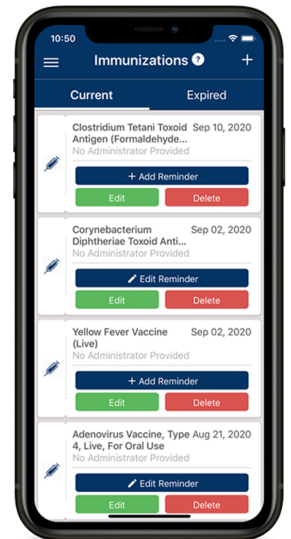 10:50
Immunizations ?
+
Current Expired
Clostridium Tetani Toxoid Sep 10, 2020
Antigen (Formaldehyde...
No Administrator Provided
+ Add Reminder
Edit Delete
Corynebacterium Sep 02, 2020
Diphtheriae Toxoid Anti...
No Administrator Provided
Edit Reminder
Edit Delete
Yellow Fever Vaccine Sep 02, 2020
(Live)
No Administrator Provided
+ Add Reminder
Edit Delete
Adenovirus Vaccine, Type Aug 21, 2020
4, Live, For Oral Use
No Administrator Provided
Edit Reminder
Edit Delete